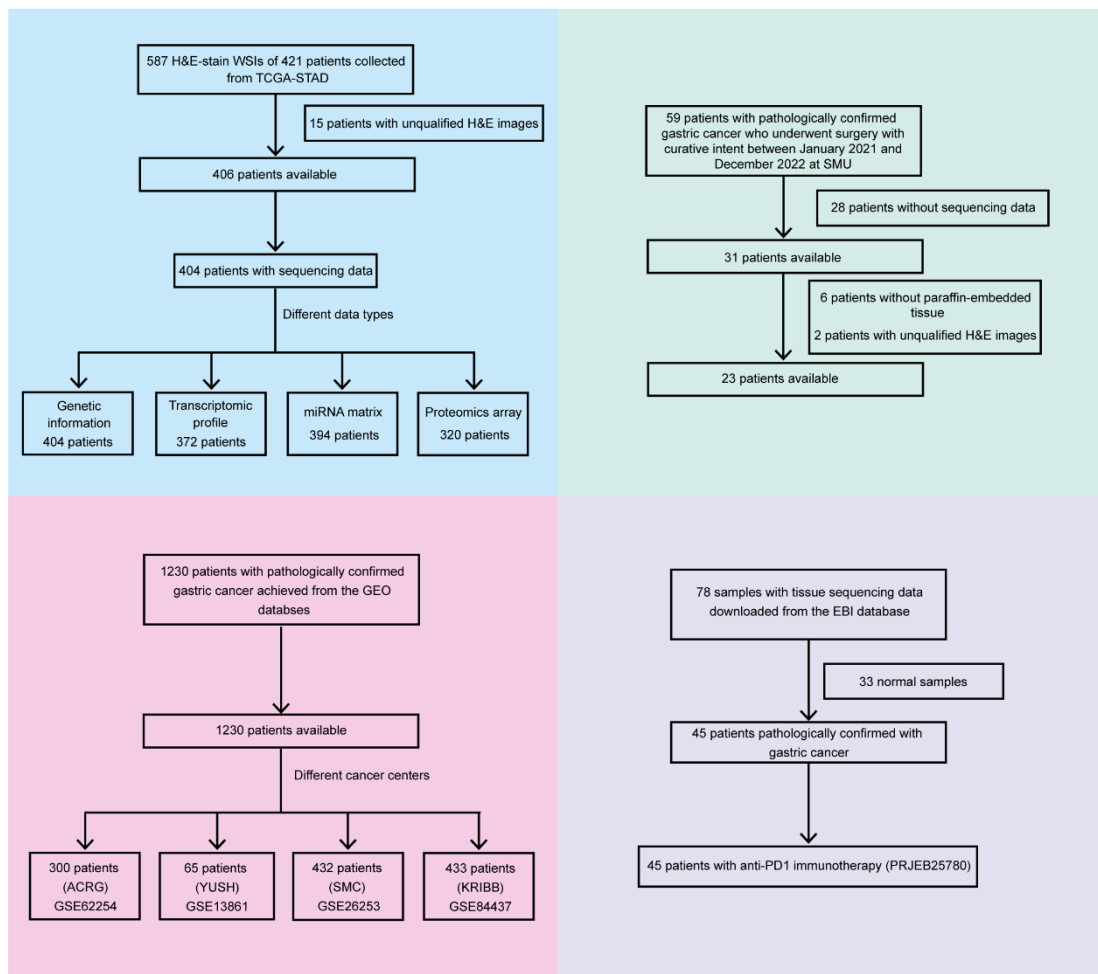 587 H&E-stain WSIs of 421 patients collected
from TCGA-STAD
15 patients with unqualified H&E images
406 patients available
404 patients with sequencing data
Different data types
Genetic
information
404 patients
Transcriptomic
profile
372 patients
miRNA matrix
394 patients
Proteomics array
320 patients
59 patients with pathologically confirmed
gastric cancer who underwent surgery with
curative intent between January 2021 and
December 2022 at SMU
28 patients without sequencing data
31 patients available
6 patients without paraffin-embedded
tissue
2 patients with unqualified H&E images
23 patients available
1230 patients with pathologically confirmed
gastric cancer achieved from the GEO
databses
1230 patients available
Different cancer centers
300 patients
(ACRG)
GSE62254
65 patients
(YUSH)
GSE13861
432 patients
(SMC)
GSE26253
433 patients
(KRIBB)
GSE84437
78 samples with tissue sequencing data
downloaded from the EBI database
33 normal samples
45 patients pathologically confirmed with
gastric cancer
45 patients with anti-PD1 immunotherapy (PRJEB25780)